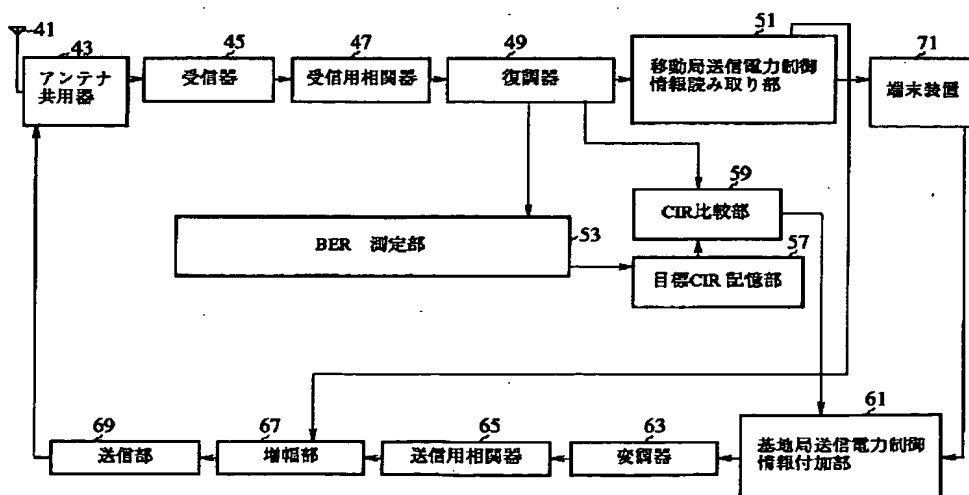 41
43
アンテナ
共用器
45
受信器
47
受信用相関器
49
復調器
51
移動局送信電力制御
情報読み取り部
71
端末装置
59
CIR比較部
BER 測定部
53
57
目標CIR 記憶部
69
送信部
67
増幅部
65
送信用相関器
63
変調器
61
基地局送信電力制御
情報付加部